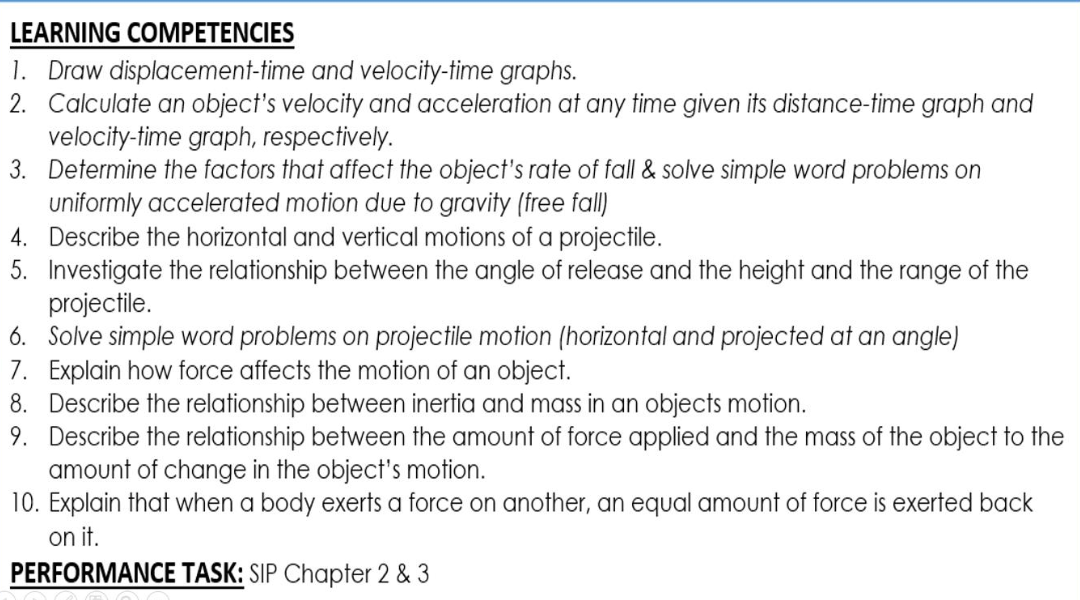 LEARNING COMPETENCIES
1. Draw displacement-time and velocity-time graphs.
2. Calculate an object's velocity and acceleration at any time given its distance-time graph and
velocity-time graph, respectively.
3. Determine the factors that affect the object's rate of fall & solve simple word problems on
uniformly accelerated motion due to gravity (free fall)
4. Describe the horizontal and vertical motions of a projectile.
5. Investigate the relationship between the angle of release and the height and the range of the
projectile.
6. Solve simple word problems on projectile motion (horizontal and projected at an angle)
7. Explain how force affects the motion of an object.
8. Describe the relationship between inertia and mass in an objects motion.
9. Describe the relationship between the amount of force applied and the mass of the object to the
amount of change in the object's motion.
10. Explain that when a body exerts a force on another, an equal amount of force is exerted back
on it.
PERFORMANCE TASK: SIP Chapter 2 & 3